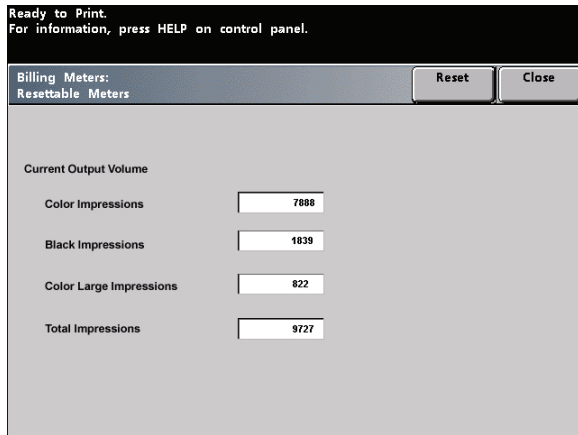 Ready to Print.
For information, press HELP on control panel.
Billing Meters:
Resettable Meters
Reset
Close
Current Output Volume
Color Impressions 7888
Black Impressions 1839
Color Large Impressions 822
Total Impressions 9727